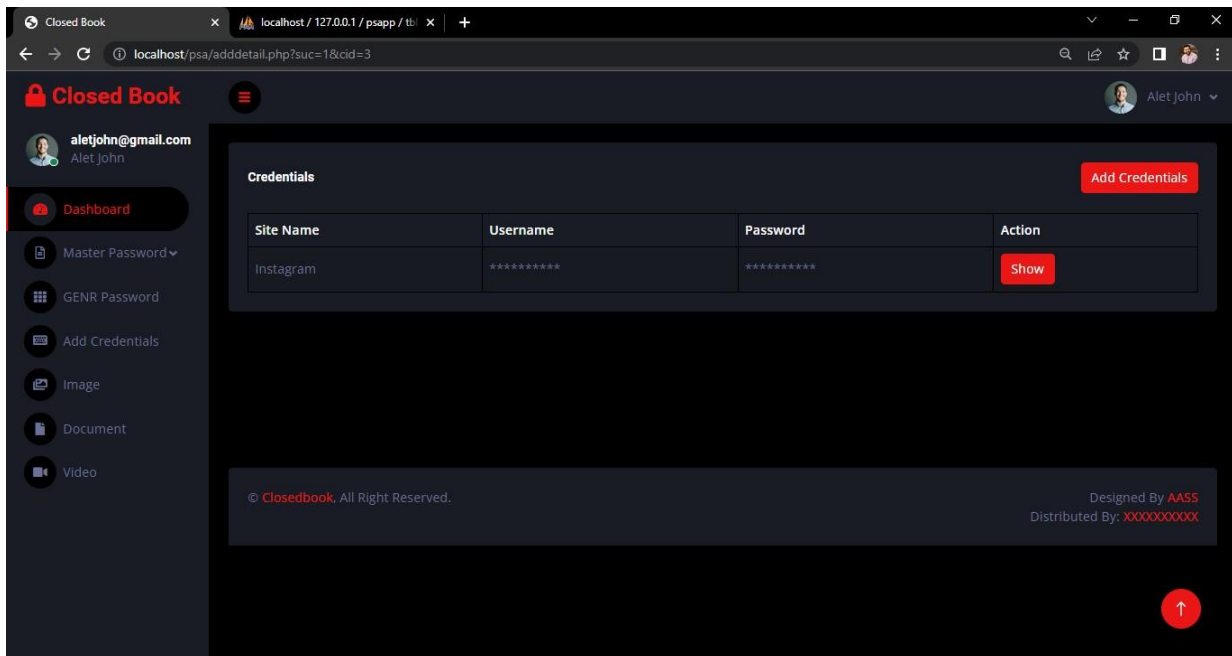 Closed Book
localhost / 127.0.0.1 / psapp / tbl
localhost/psa/adddetail.php?suc=1&cid=3
Closed Book
Alet John
aletjohn@gmail.com
Alet John
Dashboard
Master Password
GENR Password
Add Credentials
Image
Document
Video
Credentials
Add Credentials
Site Name Username Password Action
Instagram ********** ********** Show
© Closedbook, All Right Reserved.
Designed By AASS
Distributed By: XXXXXXXXXX